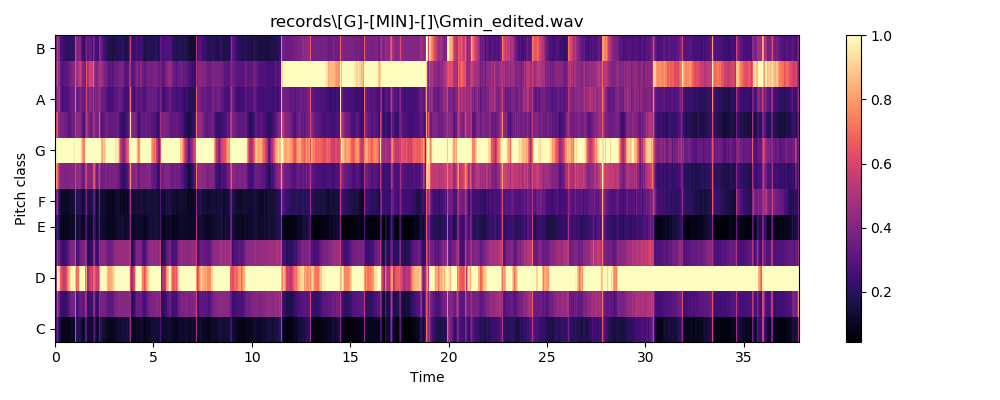 records\[G]-[MIN]-[]\Gmin_edited.wav
B
A
G
F
E
D
C
Pitch class
0 5 10 15 20 25 30 35
Time
1.0
0.8
0.6
0.4
0.2